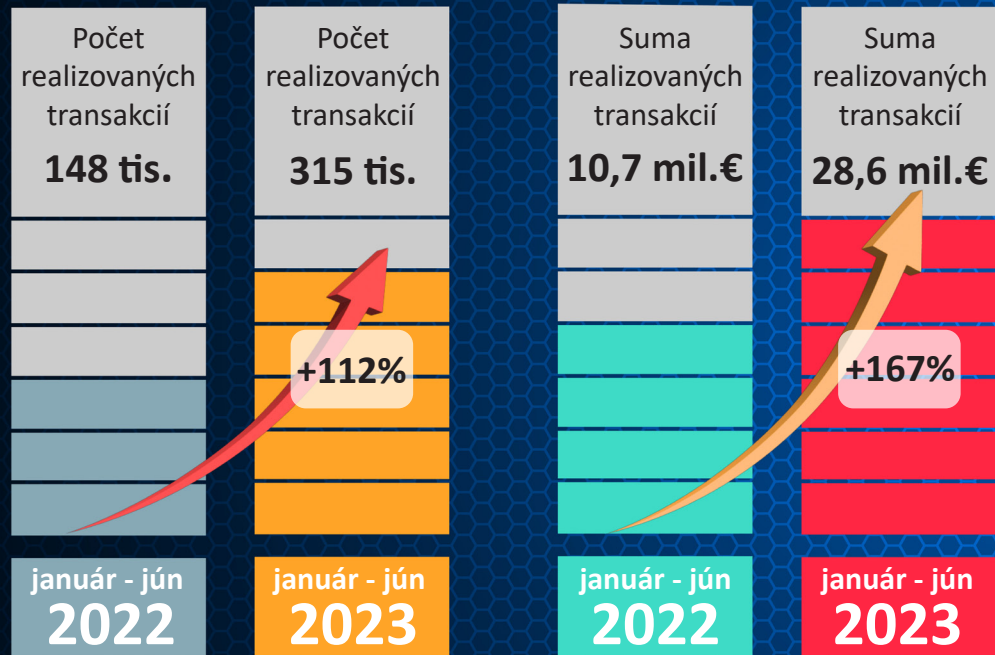 Počet
realizovaných
transakcií
148 tis.
Počet
realizovaných
transakcií
315 tis.
Suma
realizovaných
transakcií
10,7 mil.€
Suma
realizovaných
transakcií
28,6 mil.€
+112%
+167%
január - jún
2022
január - jún
2023
január - jún
2022
január - jún
2023